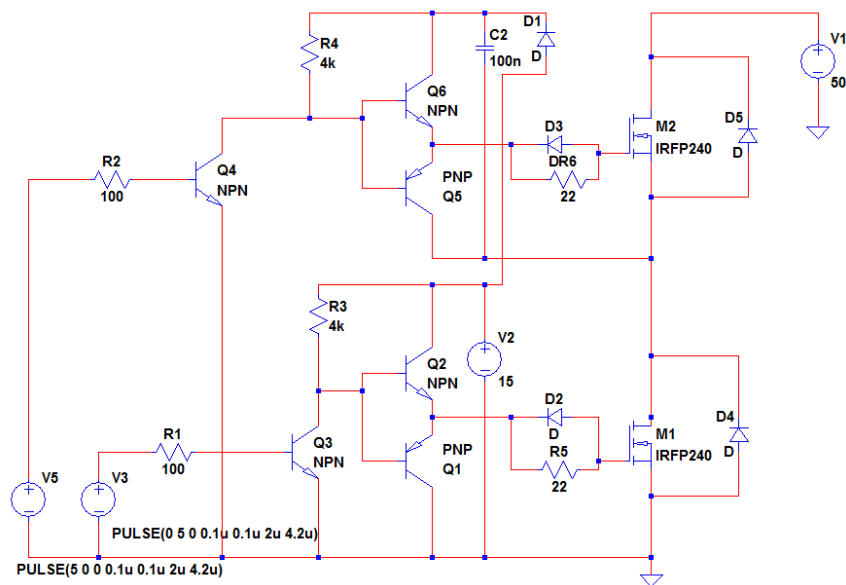 R4
4k
C2
100n
D1
D
V1
50
Q6
NPN
D3
DR6
22
M2
IRFP240
D5
D
R2
100
Q4
NPN
PNP
Q5
R3
4k
V2
15
Q2
NPN
D2
D
R5
22
M1
IRFP240
D4
D
R1
100
Q3
NPN
PNP
Q1
V5
V3
PULSE(0 5 0 0.1u 0.1u 2u 4.2u)
PULSE(5 0 0 0.1u 0.1u 2u 4.2u)